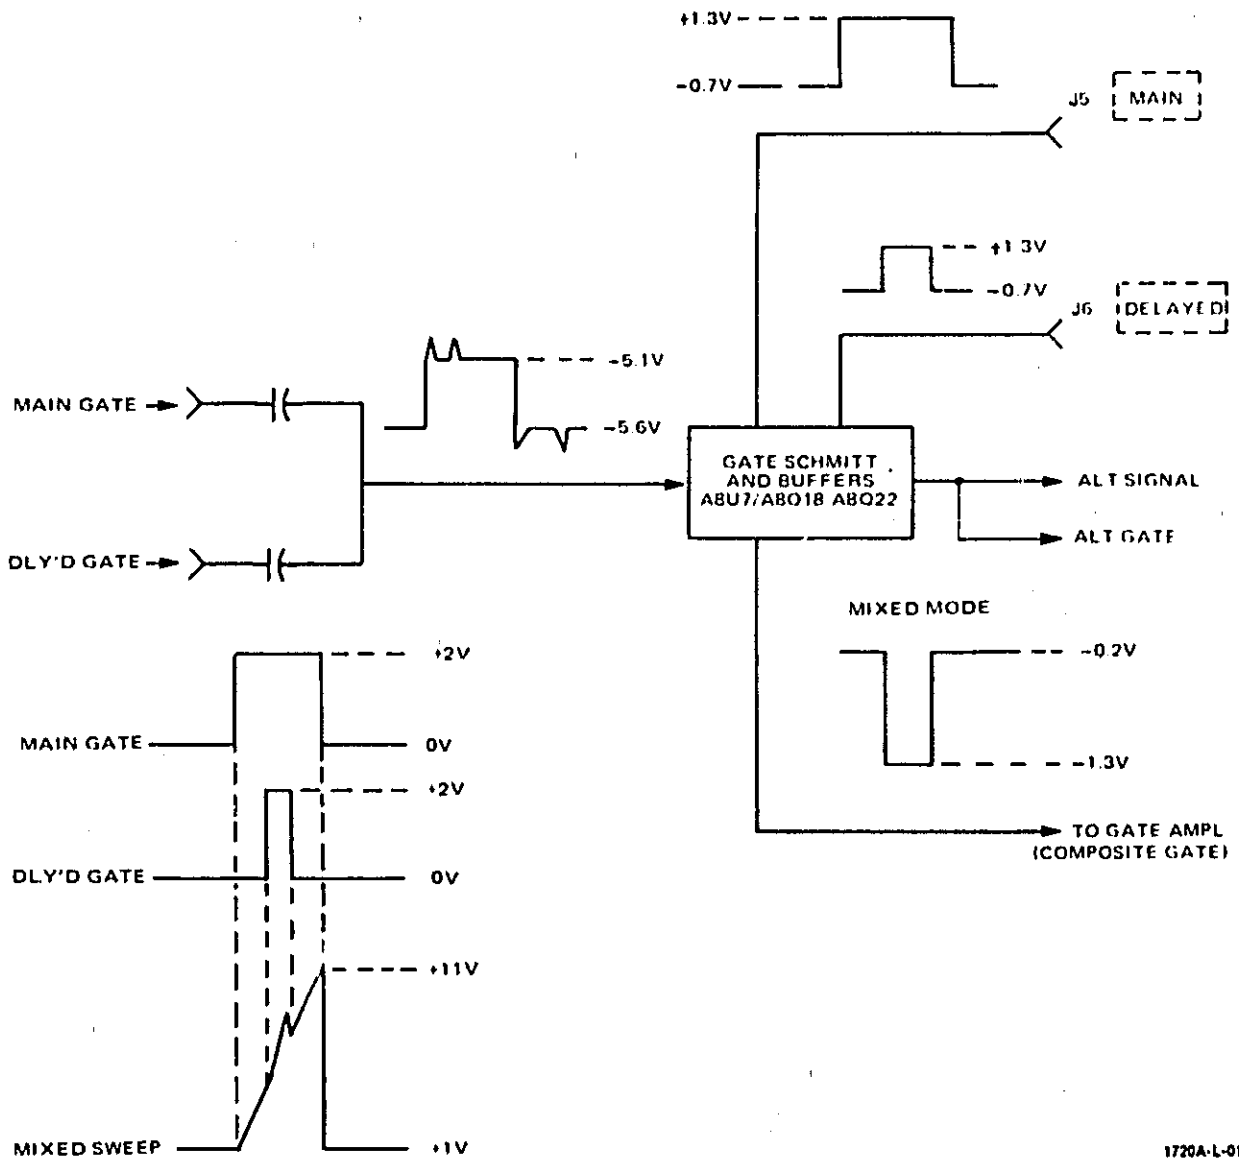 +1.3V
-0.7V
J5
MAIN
+1.3V
-0.7V
J6
DELAYED
-5.1V
-5.6V
MAIN GATE
DLY'D GATE
GATE SCHMITT
AND BUFFERS
A8U7/A8Q18 A8Q22
ALT SIGNAL
ALT GATE
MIXED MODE
-0.2V
-1.3V
TO GATE AMPL
(COMPOSITE GATE)
+2V
MAIN GATE
0V
+2V
DLY'D GATE
0V
+11V
MIXED SWEEP
+1V
1720A-L-01